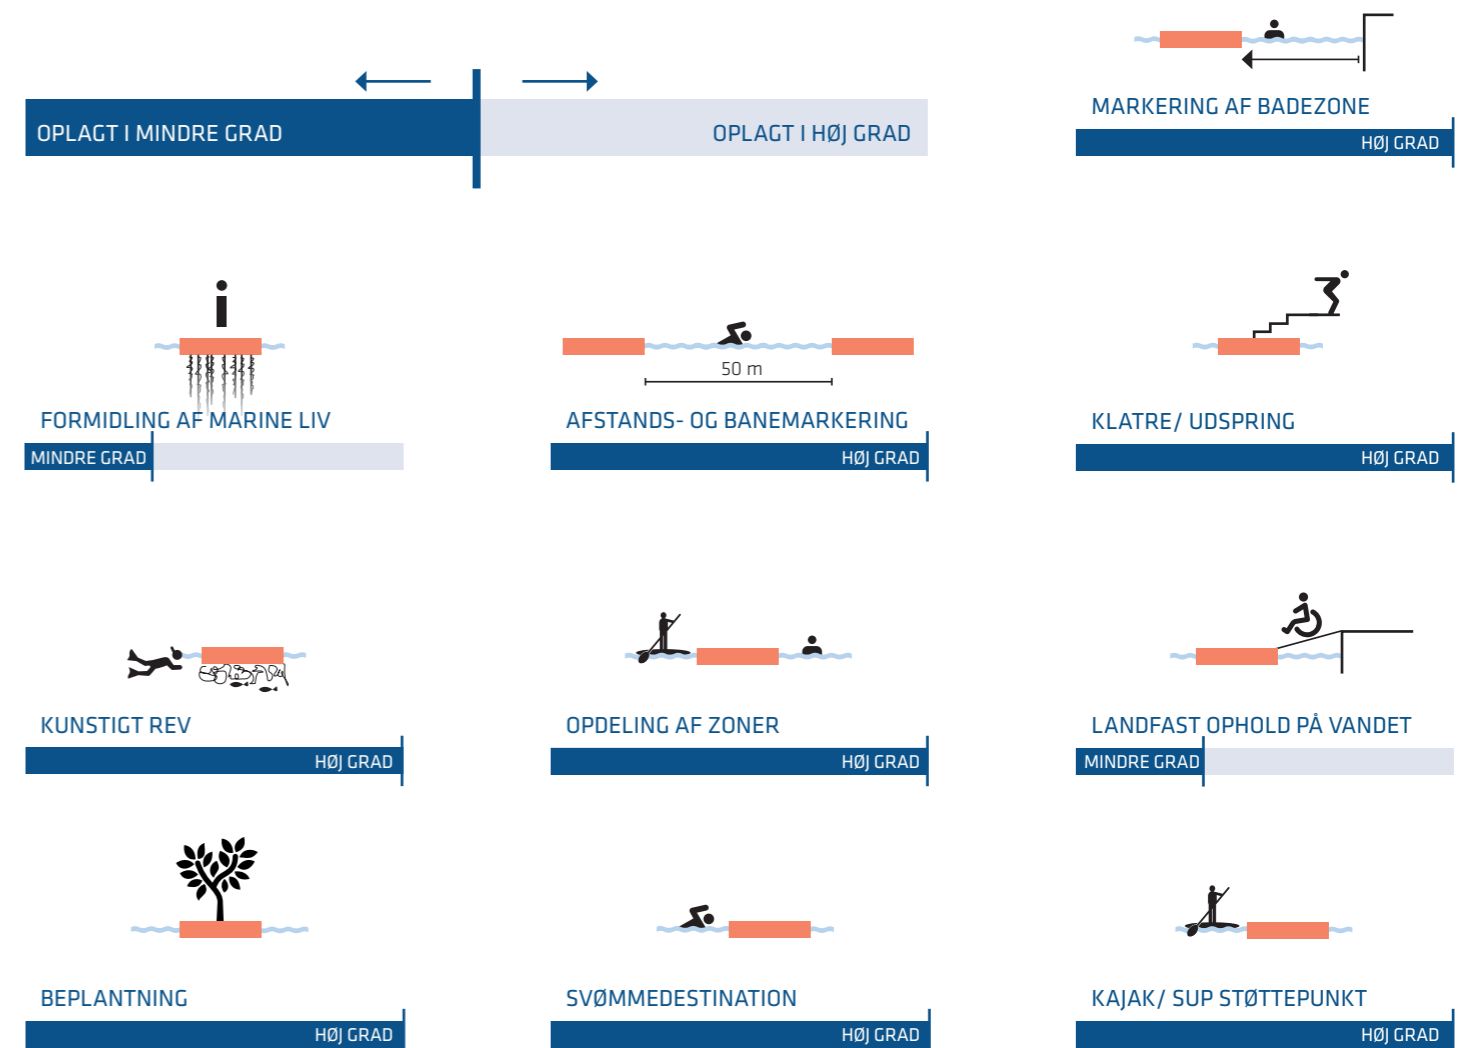 OPLAGT I MINDRE GRAD
OPLAGT I HØJ GRAD
MARKERING AF BADEZONE
HØJ GRAD
FORMIDLING AF MARINE LIV
MINDRE GRAD
50 m
AFSTANDS- OG BANEMARKERING
HØJ GRAD
KLATRE/ UDSPRING
HØJ GRAD
KUNSTIGT REV
HØJ GRAD
OPDELING AF ZONER
HØJ GRAD
LANDFAST OPHOLD PÅ VANDET
MINDRE GRAD
BEPLANTNING
HØJ GRAD
SVØMMEDESTINATION
HØJ GRAD
KAJAK/ SUP STØTTEPUNKT
HØJ GRAD